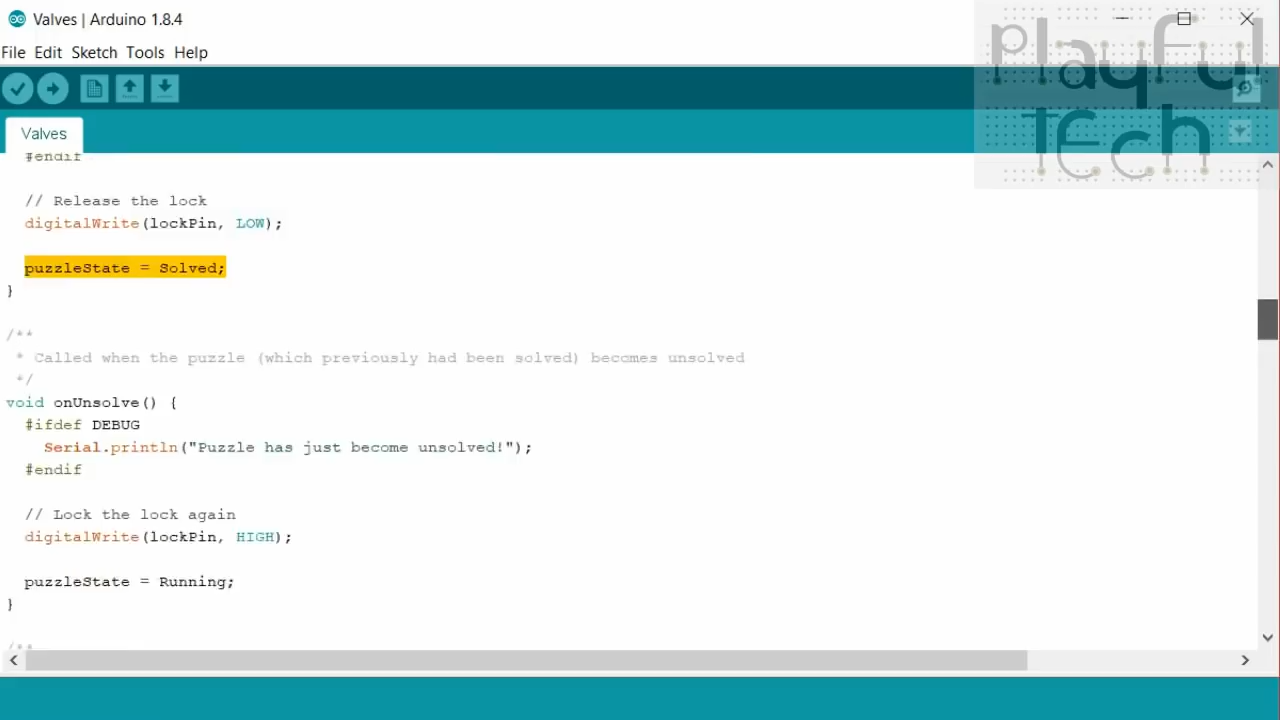 Valves | Arduino 1.8.4
File Edit Sketch Tools Help
playful
tech
Valves
#endif
// Release the lock
digitalWrite(lockPin, LOW);
puzzleState = Solved;
}
/**
* Called when the puzzle (which previously had been solved) becomes unsolved
*/
void onUnsolve() {
#ifdef DEBUG
Serial.println("Puzzle has just become unsolved!");
#endif
// Lock the lock again
digitalWrite(lockPin, HIGH);
puzzleState = Running;
}
/**